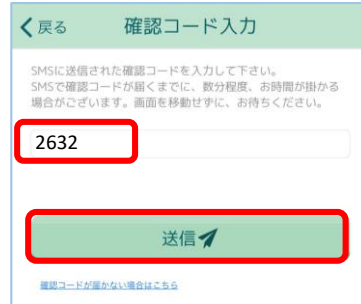 戻る 確認コード入力
SMSに送信された確認コードを入力して下さい。
SMSで確認コードが届くまでに、数分程度、お時間が掛かる
場合がございます。画面を移動せずに、お待ちください。
2632
送信
確認コードが届かない場合はこちら